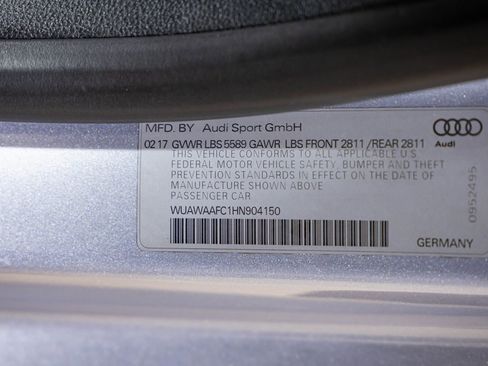 MFD. BY Audi Sport GmbH
02 17 GVWR LBS 5589 GAWR LBS FRONT 2811 / REAR 2811
Audi
THIS VEHICLE CONFORMS TO ALL APPLICABLE U.S.
FEDERAL MOTOR VEHICLE SAFETY, BUMPER AND THEFT
PREVENTION STANDARDS IN EFFECT ON THE DATE OF
MANUFACTURE SHOWN ABOVE
PASSENGER CAR
WUAWAAFC1HN904150
0952495
GERMANY